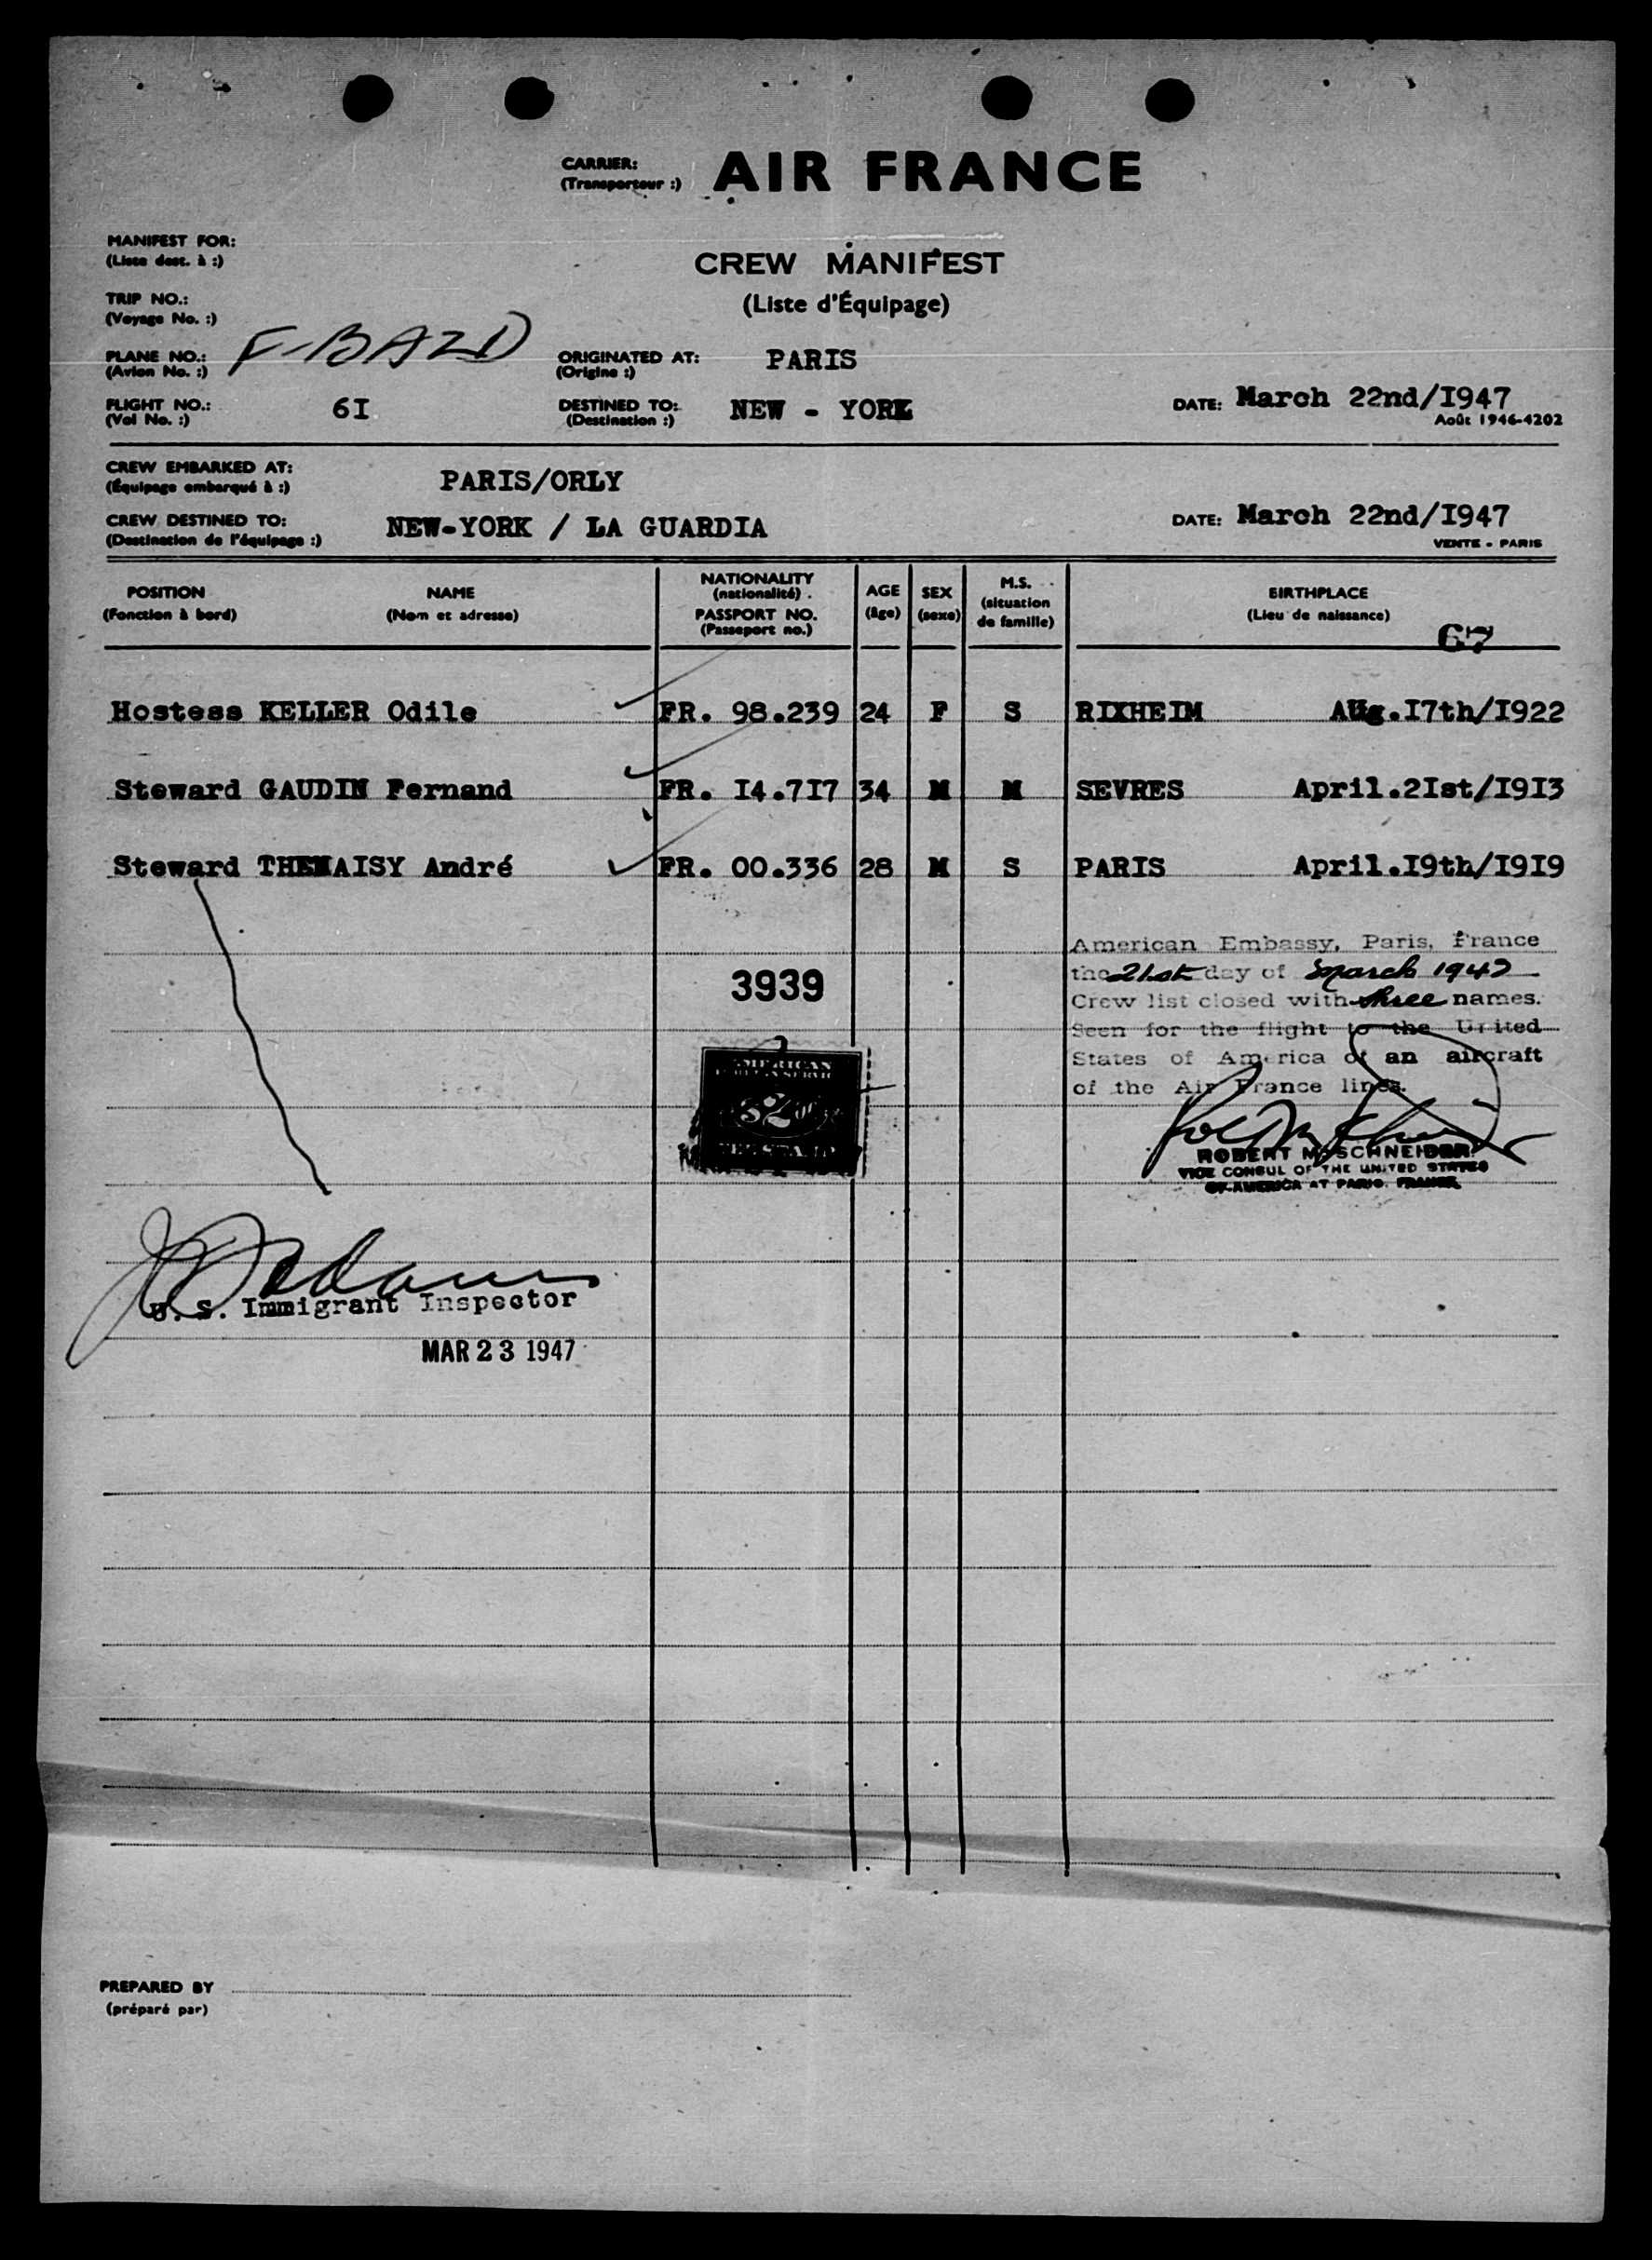 CARRIER: AIR FRANCE
(Transporteur :)
MANIFEST FOR:
(Liste dest. à :)
CREW MANIFEST
(Liste d'Équipage)
TRIP NO.:
(Voyage No. :)
PLANE NO.: F-BAZD
(Avion No. :)
ORIGINATED AT: PARIS
(Origine :)
FLIGHT NO.: 6I
(Vol No. :)
DESTINED TO: NEW - YORK
(Destination :)
DATE: March 22nd/I947
Août 1946-4202
CREW EMBARKED AT: PARIS/ORLY
(Équipage embarqué à :)
CREW DESTINED TO: NEW-YORK / LA GUARDIA
(Destination de l'équipage :)
DATE: March 22nd/I947
VENTE - PARIS
POSITION NAME NATIONALITY AGE SEX M.S. BIRTHPLACE
(Fonction à bord) (Nom et adresse) (nationalité) (âge) (sexe) (situation de famille) (Lieu de naissance)
PASSPORT NO.
(Passeport no.)
67
Hostess KELLER Odile FR. 98.239 24 F S RIXHEIM Aug.I7th/I922
Steward GAUDIN Fernand FR. I4.7I7 34 M M SEVRES April.2Ist/I9I3
Steward THEMAISY André FR. 00.336 28 M S PARIS April.I9th/I9I9
American Embassy, Paris, France
the 21st day of March 1947
Crew list closed with three names.
Seen for the flight to the United
States of America of an aircraft
of the Air France lines.
3939
AMERICAN
FOREIGN SERVICE
$2
ROBERT M. SCHNEIDER
VICE CONSUL OF THE UNITED STATES
OF AMERICA AT PARIS, FRANCE
U. S. Immigrant Inspector
MAR 23 1947
PREPARED BY
(préparé par)